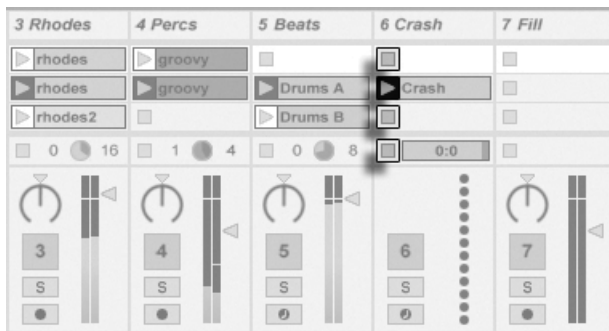 3 Rhodes 4 Percs 5 Beats 6 Crash 7 Fill
rhodes groovy
rhodes groovy Drums A Crash
rhodes2 Drums B
0 16 1 4 0 8 0:0
3 4 5 6 7
S S S S S